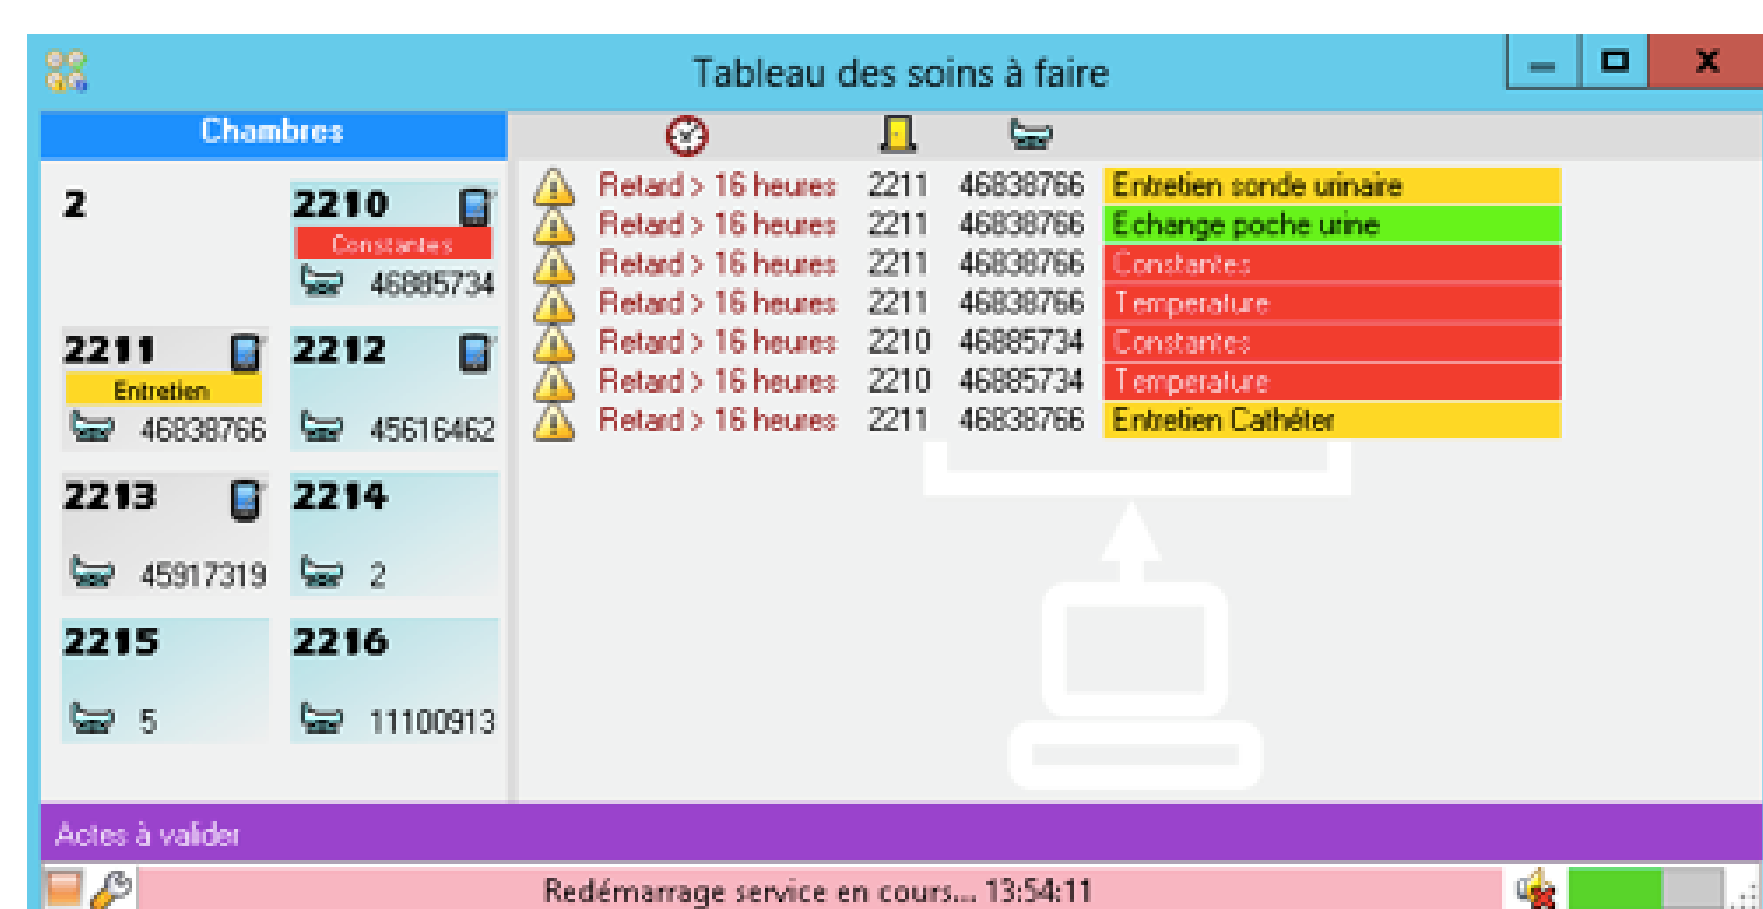 Tableau des soins à faire
Chambres
2
2210
Constantes
46885734
2211
Entretien
46838766
2212
45616462
2213
45917319
2214
2
2215
5
2216
11100913
Retard > 16 heures 2211 46838766 Entretien sonde urinaire
Retard > 16 heures 2211 46838766 Echange poche urine
Retard > 16 heures 2211 46838766 Constantes
Retard > 16 heures 2211 46838766 Temperature
Retard > 16 heures 2210 46885734 Constantes
Retard > 16 heures 2210 46885734 Temperature
Retard > 16 heures 2211 46838766 Entretien Cathéter
Actes à valider
Redémarrage service en cours... 13:54:11